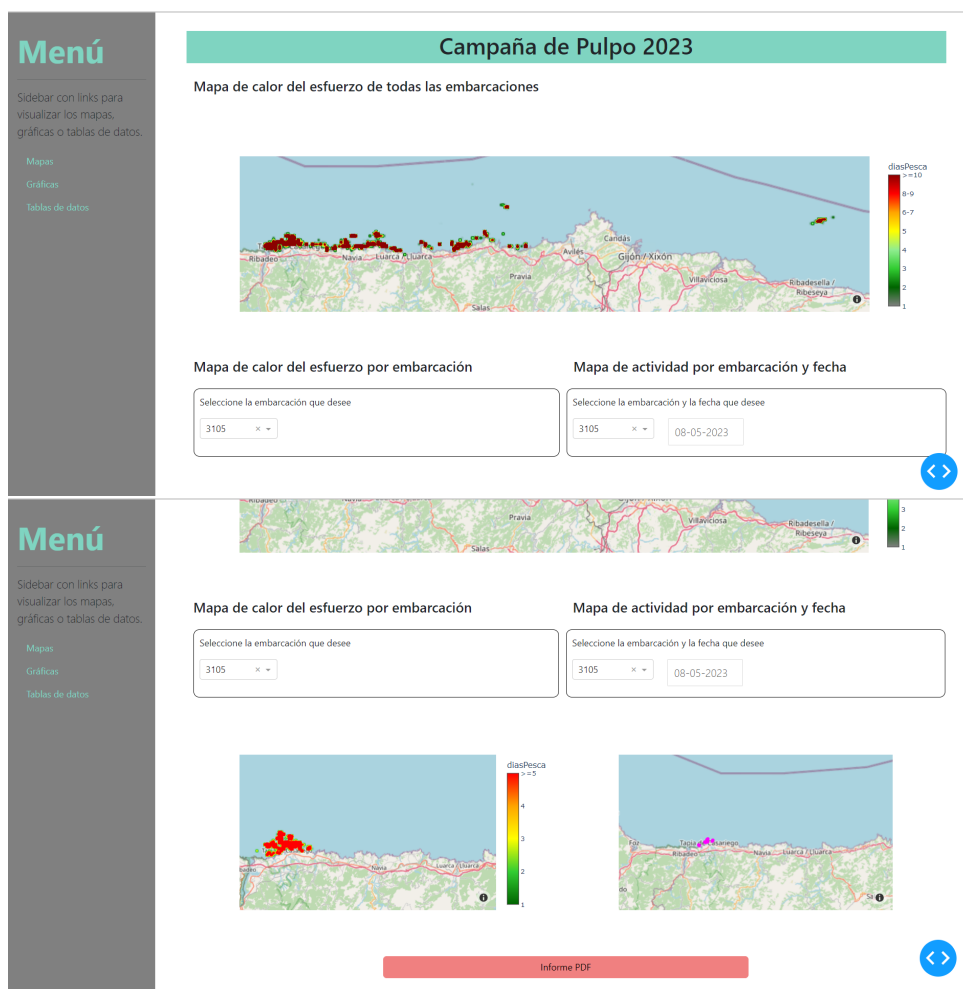 Menú
Sidebar con links para
visualizar los mapas,
gráficas o tablas de datos.
Mapas
Gráficas
Tablas de datos
Campaña de Pulpo 2023
Mapa de calor del esfuerzo de todas las embarcaciones
diasPesca
>=10
8-9
6-7
5
4
3
2
1
Candás
Avilés
Gijón / Xixón
Ribadeo
Navia
Luarca / Luarca
Pravia
Villaviciosa
Ribadesella /
Ribeseya
Salas
Mapa de calor del esfuerzo por embarcación
Seleccione la embarcación que desee
3105
Mapa de actividad por embarcación y fecha
Seleccione la embarcación y la fecha que desee
3105
08-05-2023
Menú
Sidebar con links para
visualizar los mapas,
gráficas o tablas de datos.
Mapas
Gráficas
Tablas de datos
Pravia
Villaviciosa
Ribadesella /
Ribeseya
Salas
3
2
1
Mapa de calor del esfuerzo por embarcación
Seleccione la embarcación que desee
3105
Mapa de actividad por embarcación y fecha
Seleccione la embarcación y la fecha que desee
3105
08-05-2023
diasPesca
>=5
4
3
2
1
Navia
Luarca / Luarca
Foz
Tapia
Ribadeo
Navia
Luarca / Luarca
Informe PDF